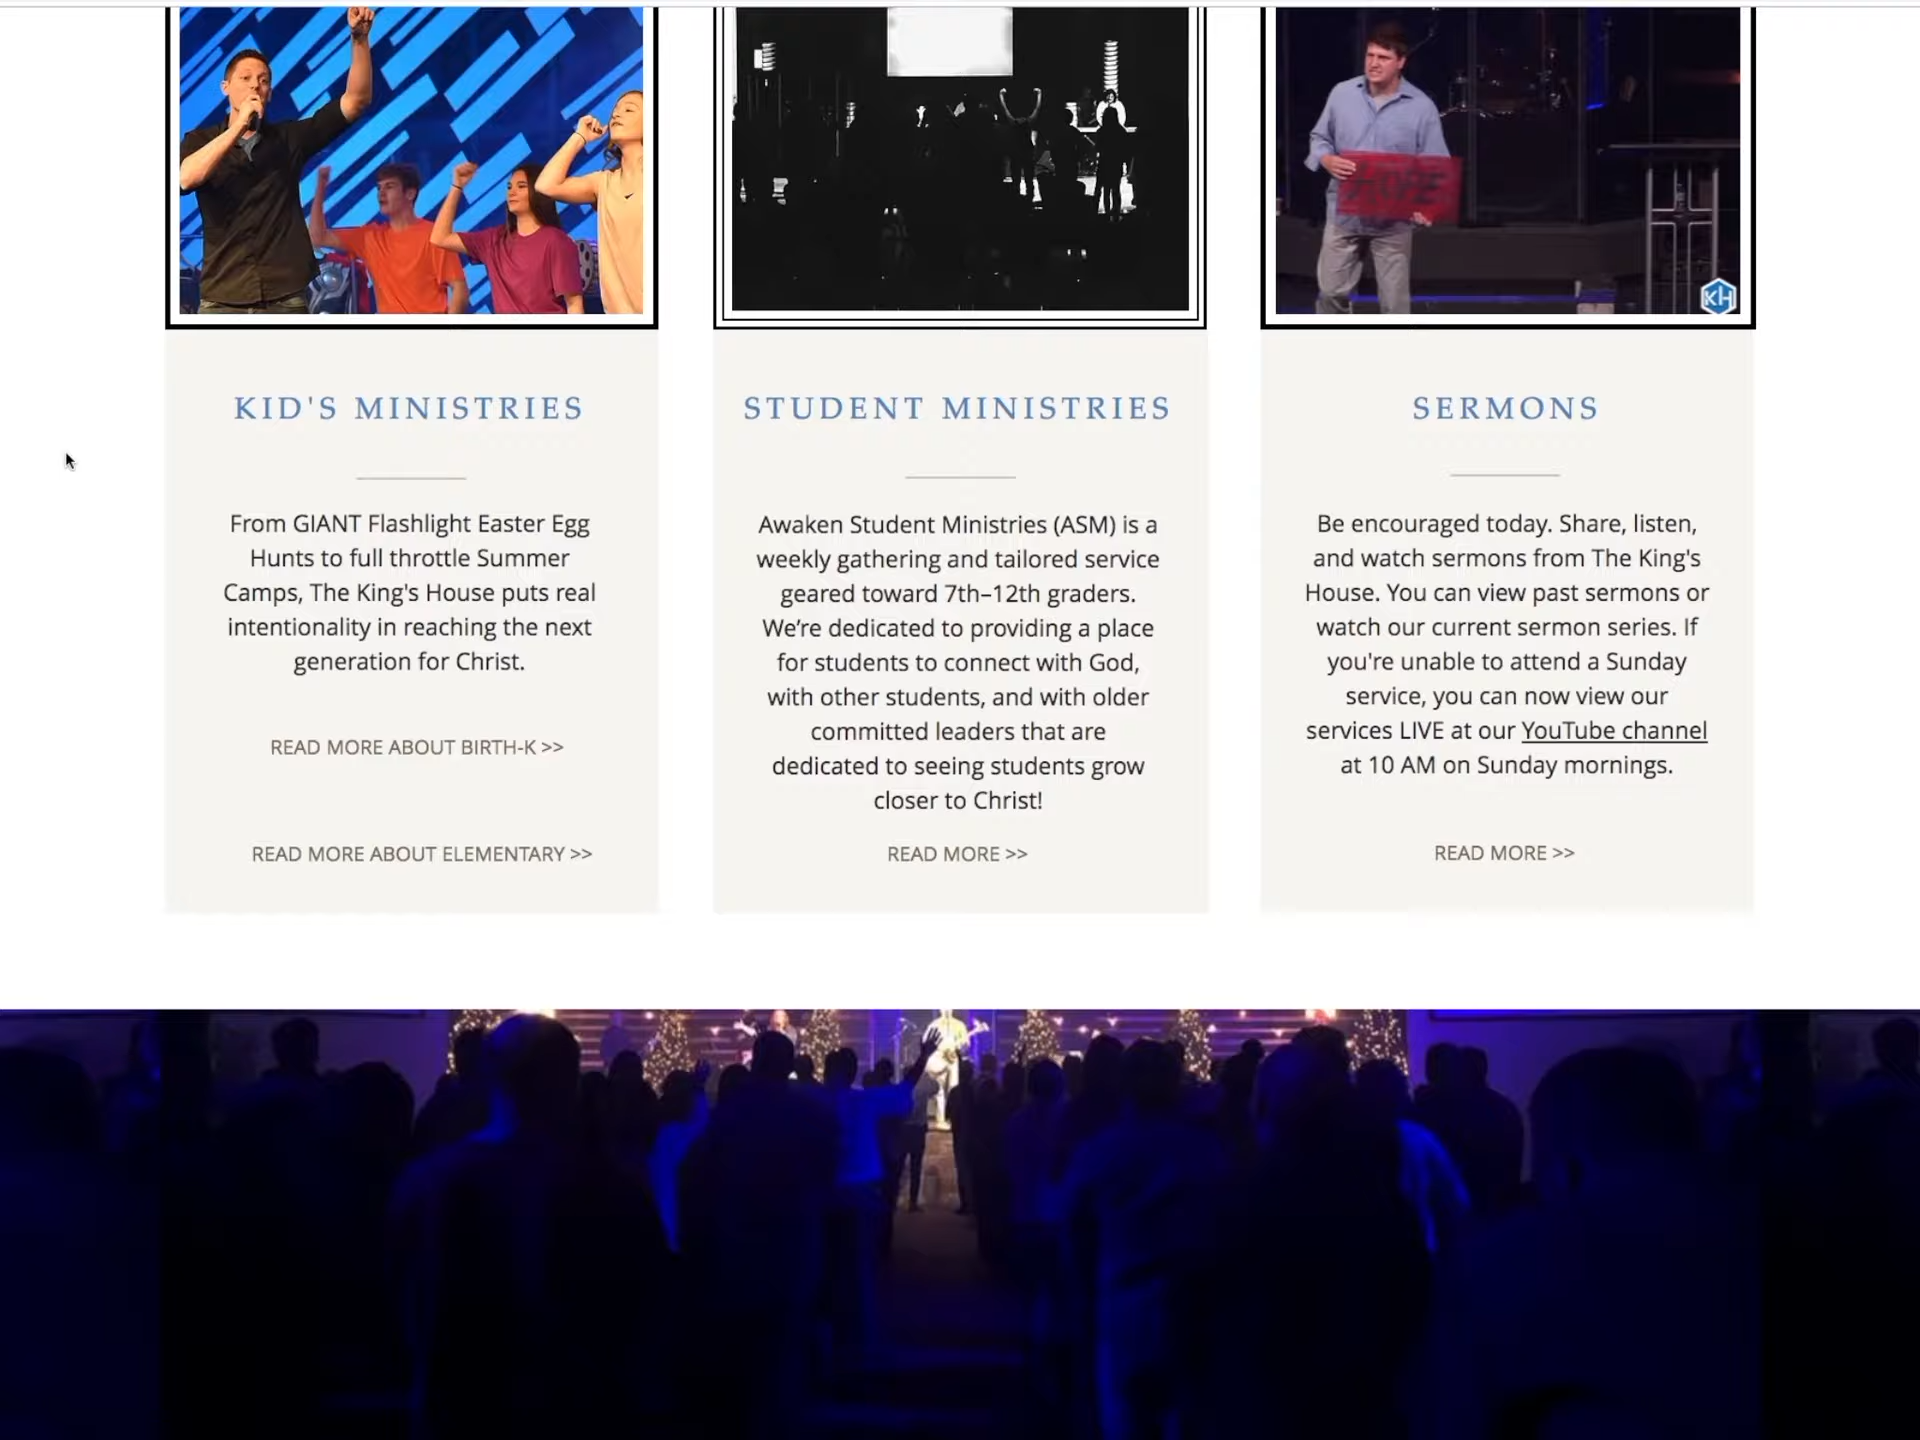 HOPE
KH
KID'S MINISTRIES
From GIANT Flashlight Easter Egg
Hunts to full throttle Summer
Camps, The King's House puts real
intentionality in reaching the next
generation for Christ.
READ MORE ABOUT BIRTH-K >>
READ MORE ABOUT ELEMENTARY >>
STUDENT MINISTRIES
Awaken Student Ministries (ASM) is a
weekly gathering and tailored service
geared toward 7th–12th graders.
We’re dedicated to providing a place
for students to connect with God,
with other students, and with older
committed leaders that are
dedicated to seeing students grow
closer to Christ!
READ MORE >>
SERMONS
Be encouraged today. Share, listen,
and watch sermons from The King's
House. You can view past sermons or
watch our current sermon series. If
you're unable to attend a Sunday
service, you can now view our
services LIVE at our YouTube channel
at 10 AM on Sunday mornings.
READ MORE >>